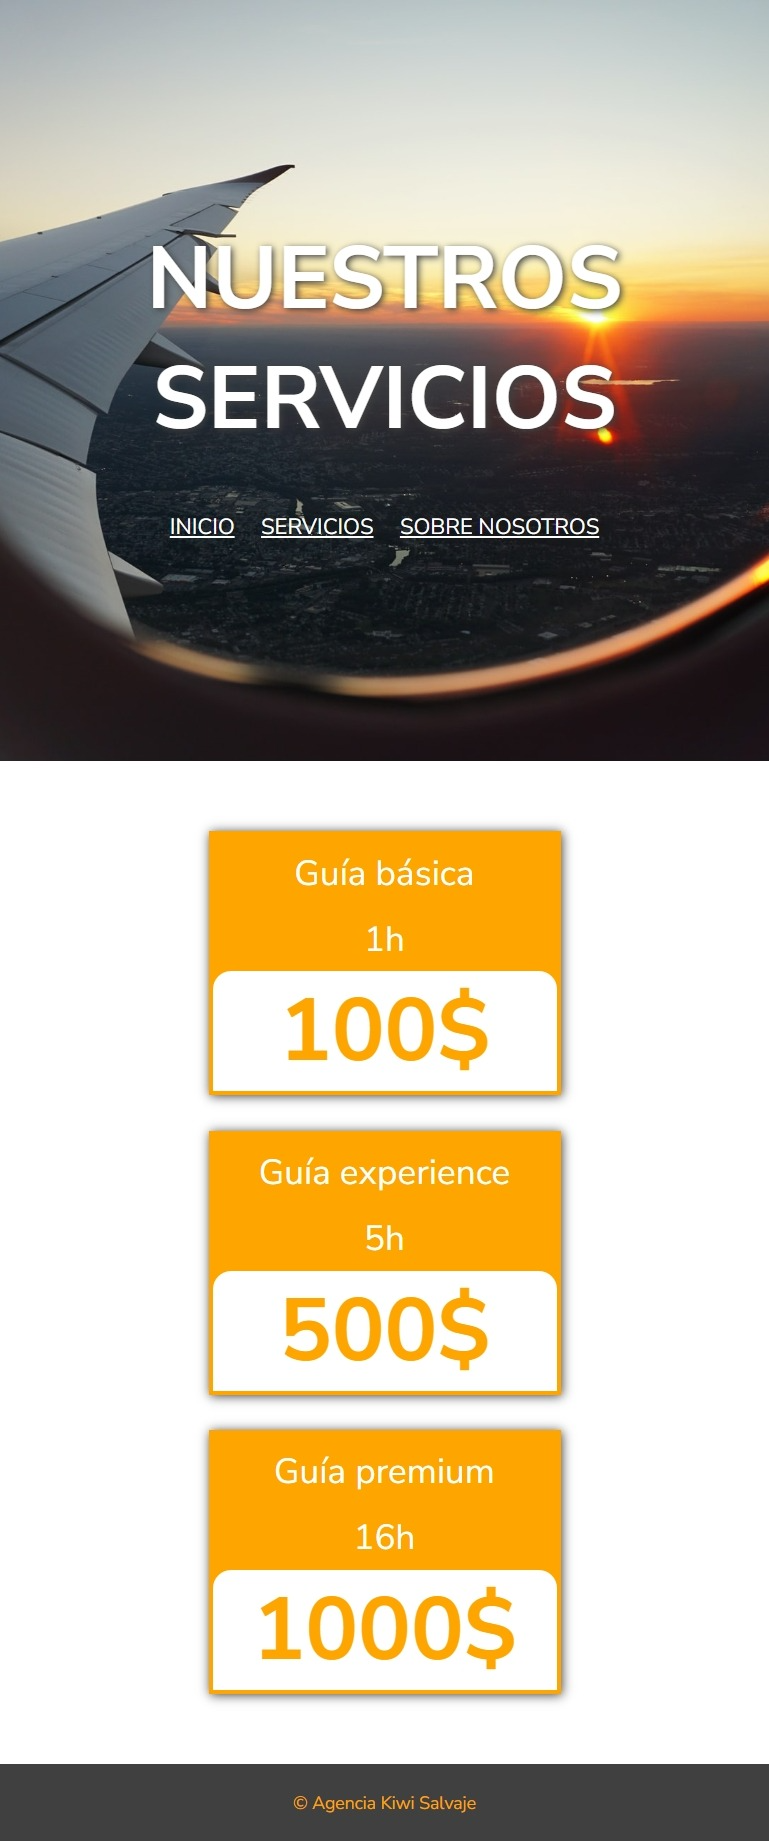 NUESTROS
SERVICIOS
INICIO SERVICIOS SOBRE NOSOTROS
Guía básica
1h
100$
Guía experience
5h
500$
Guía premium
16h
1000$
© Agencia Kiwi Salvaje